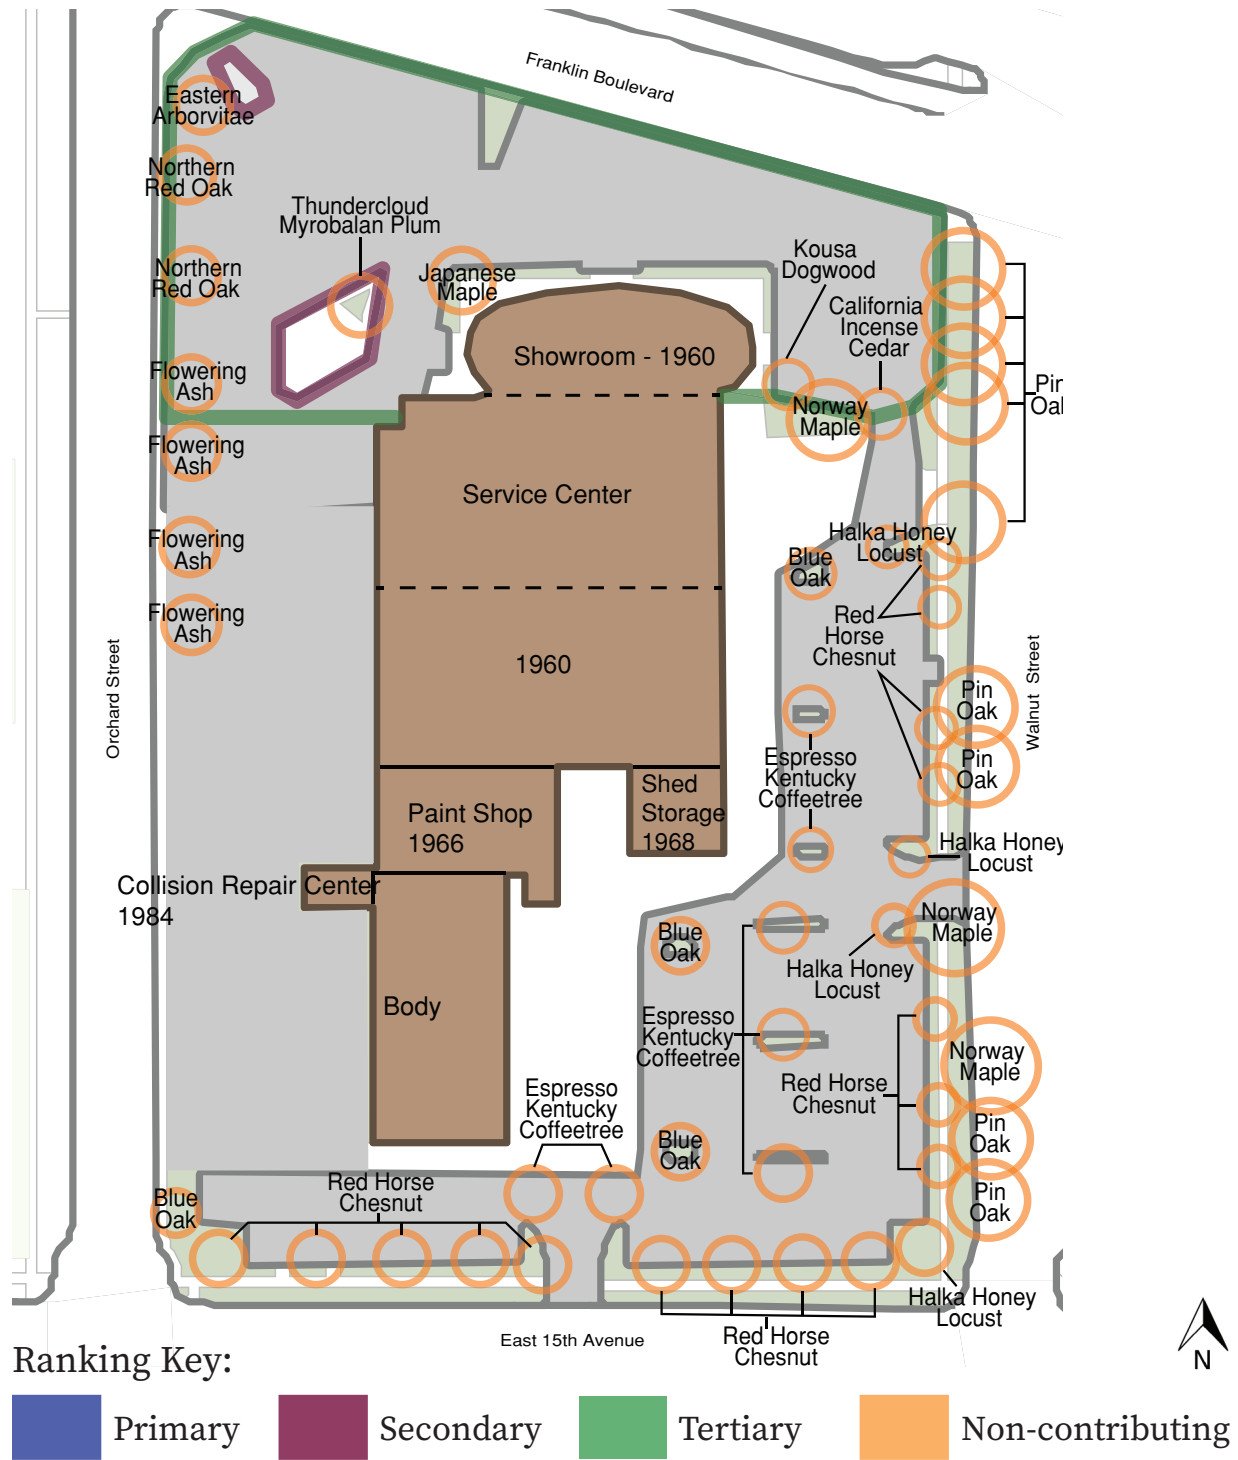 Franklin Boulevard
Eastern
Arborvitae
Northern
Red Oak
Thundercloud
Myrobalan Plum
Kousa
Dogwood
Northern
Red Oak
Japanese
Maple
California
Incense
Cedar
Showroom - 1960
Flowering
Ash
Pin
Oak
Norway
Maple
Flowering
Ash
Service Center
Flowering
Ash
Halka Honey
Locust
Blue
Oak
Flowering
Ash
Red
Horse
Chesnut
Orchard Street
1960
Walnut Street
Pin
Oak
Espresso
Kentucky
Coffeetree
Pin
Oak
Shed
Storage
1968
Paint Shop
1966
Halka Honey
Locust
Collision Repair Center
1984
Norway
Maple
Blue
Oak
Halka Honey
Locust
Body
Espresso
Kentucky
Coffeetree
Norway
Maple
Red Horse
Chesnut
Espresso
Kentucky
Coffeetree
Blue
Oak
Pin
Oak
Red Horse
Chesnut
Blue
Oak
Pin
Oak
Halka Honey
Locust
East 15th Avenue
Red Horse
Chesnut
N
Ranking Key:
Primary
Secondary
Tertiary
Non-contributing